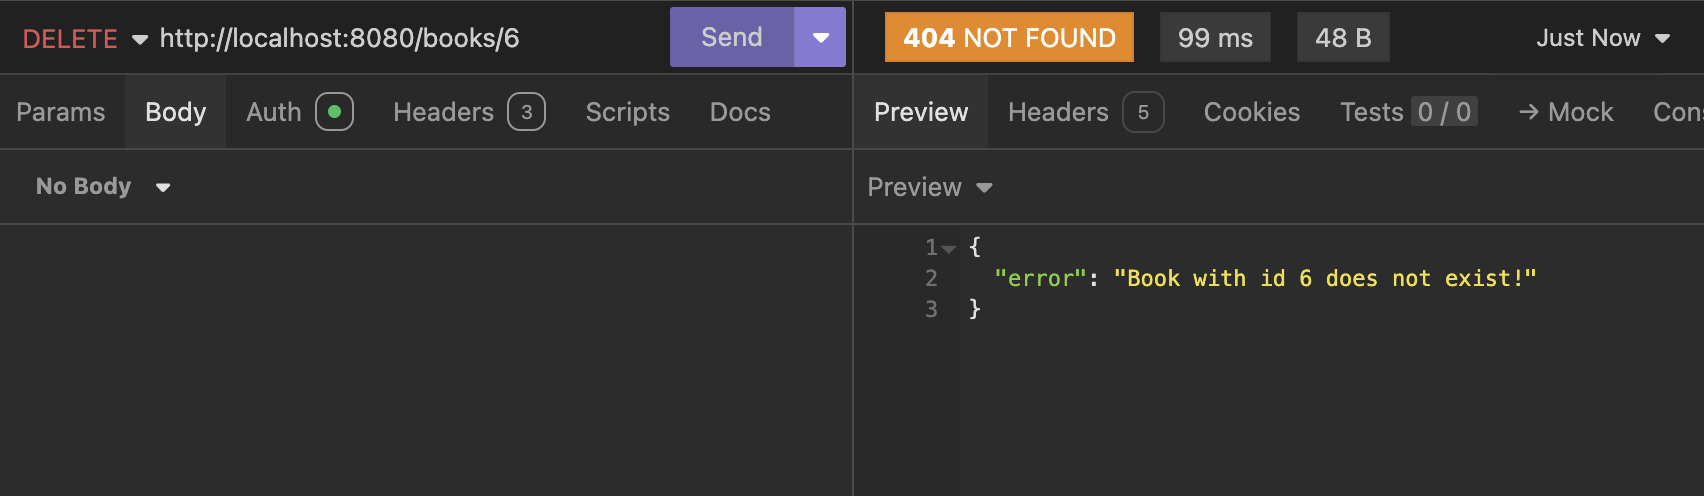 DELETE http://localhost:8080/books/6 Send
404 NOT FOUND 99 ms 48 B Just Now
Params Body Auth Headers 3 Scripts Docs
Preview Headers 5 Cookies Tests 0 / 0 → Mock Cons
No Body
Preview
1 {
2 "error": "Book with id 6 does not exist!"
3 }